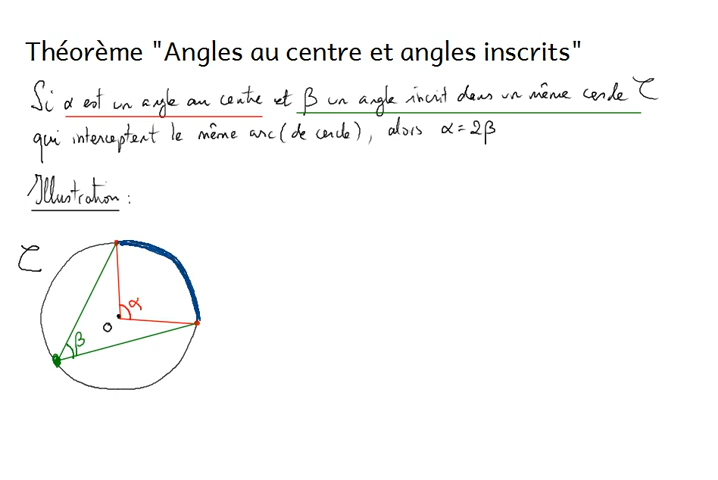 Théorème "Angles au centre et angles inscrits"
Si α est un angle au centre et β un angle incrit dans un même cercle C
qui interceptent le même arc (de cercle), alors α = 2β
Illustration :
C
α
O
β